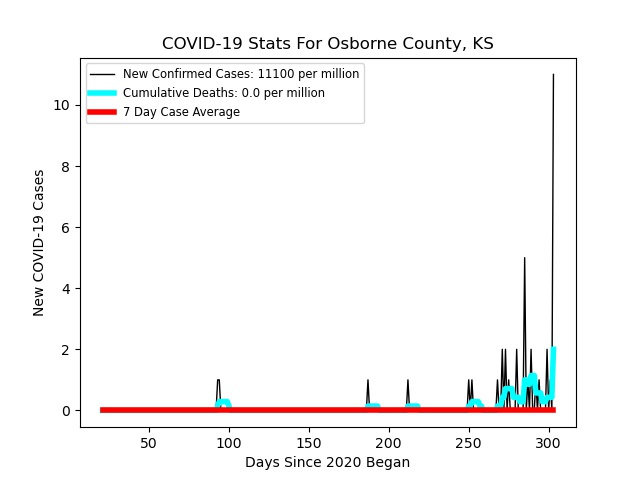 COVID-19 Stats For Osborne County, KS
New Confirmed Cases: 11100 per million
Cumulative Deaths: 0.0 per million
7 Day Case Average
New COVID-19 Cases
10
8
6
4
2
0
50 100 150 200 250 300
Days Since 2020 Began